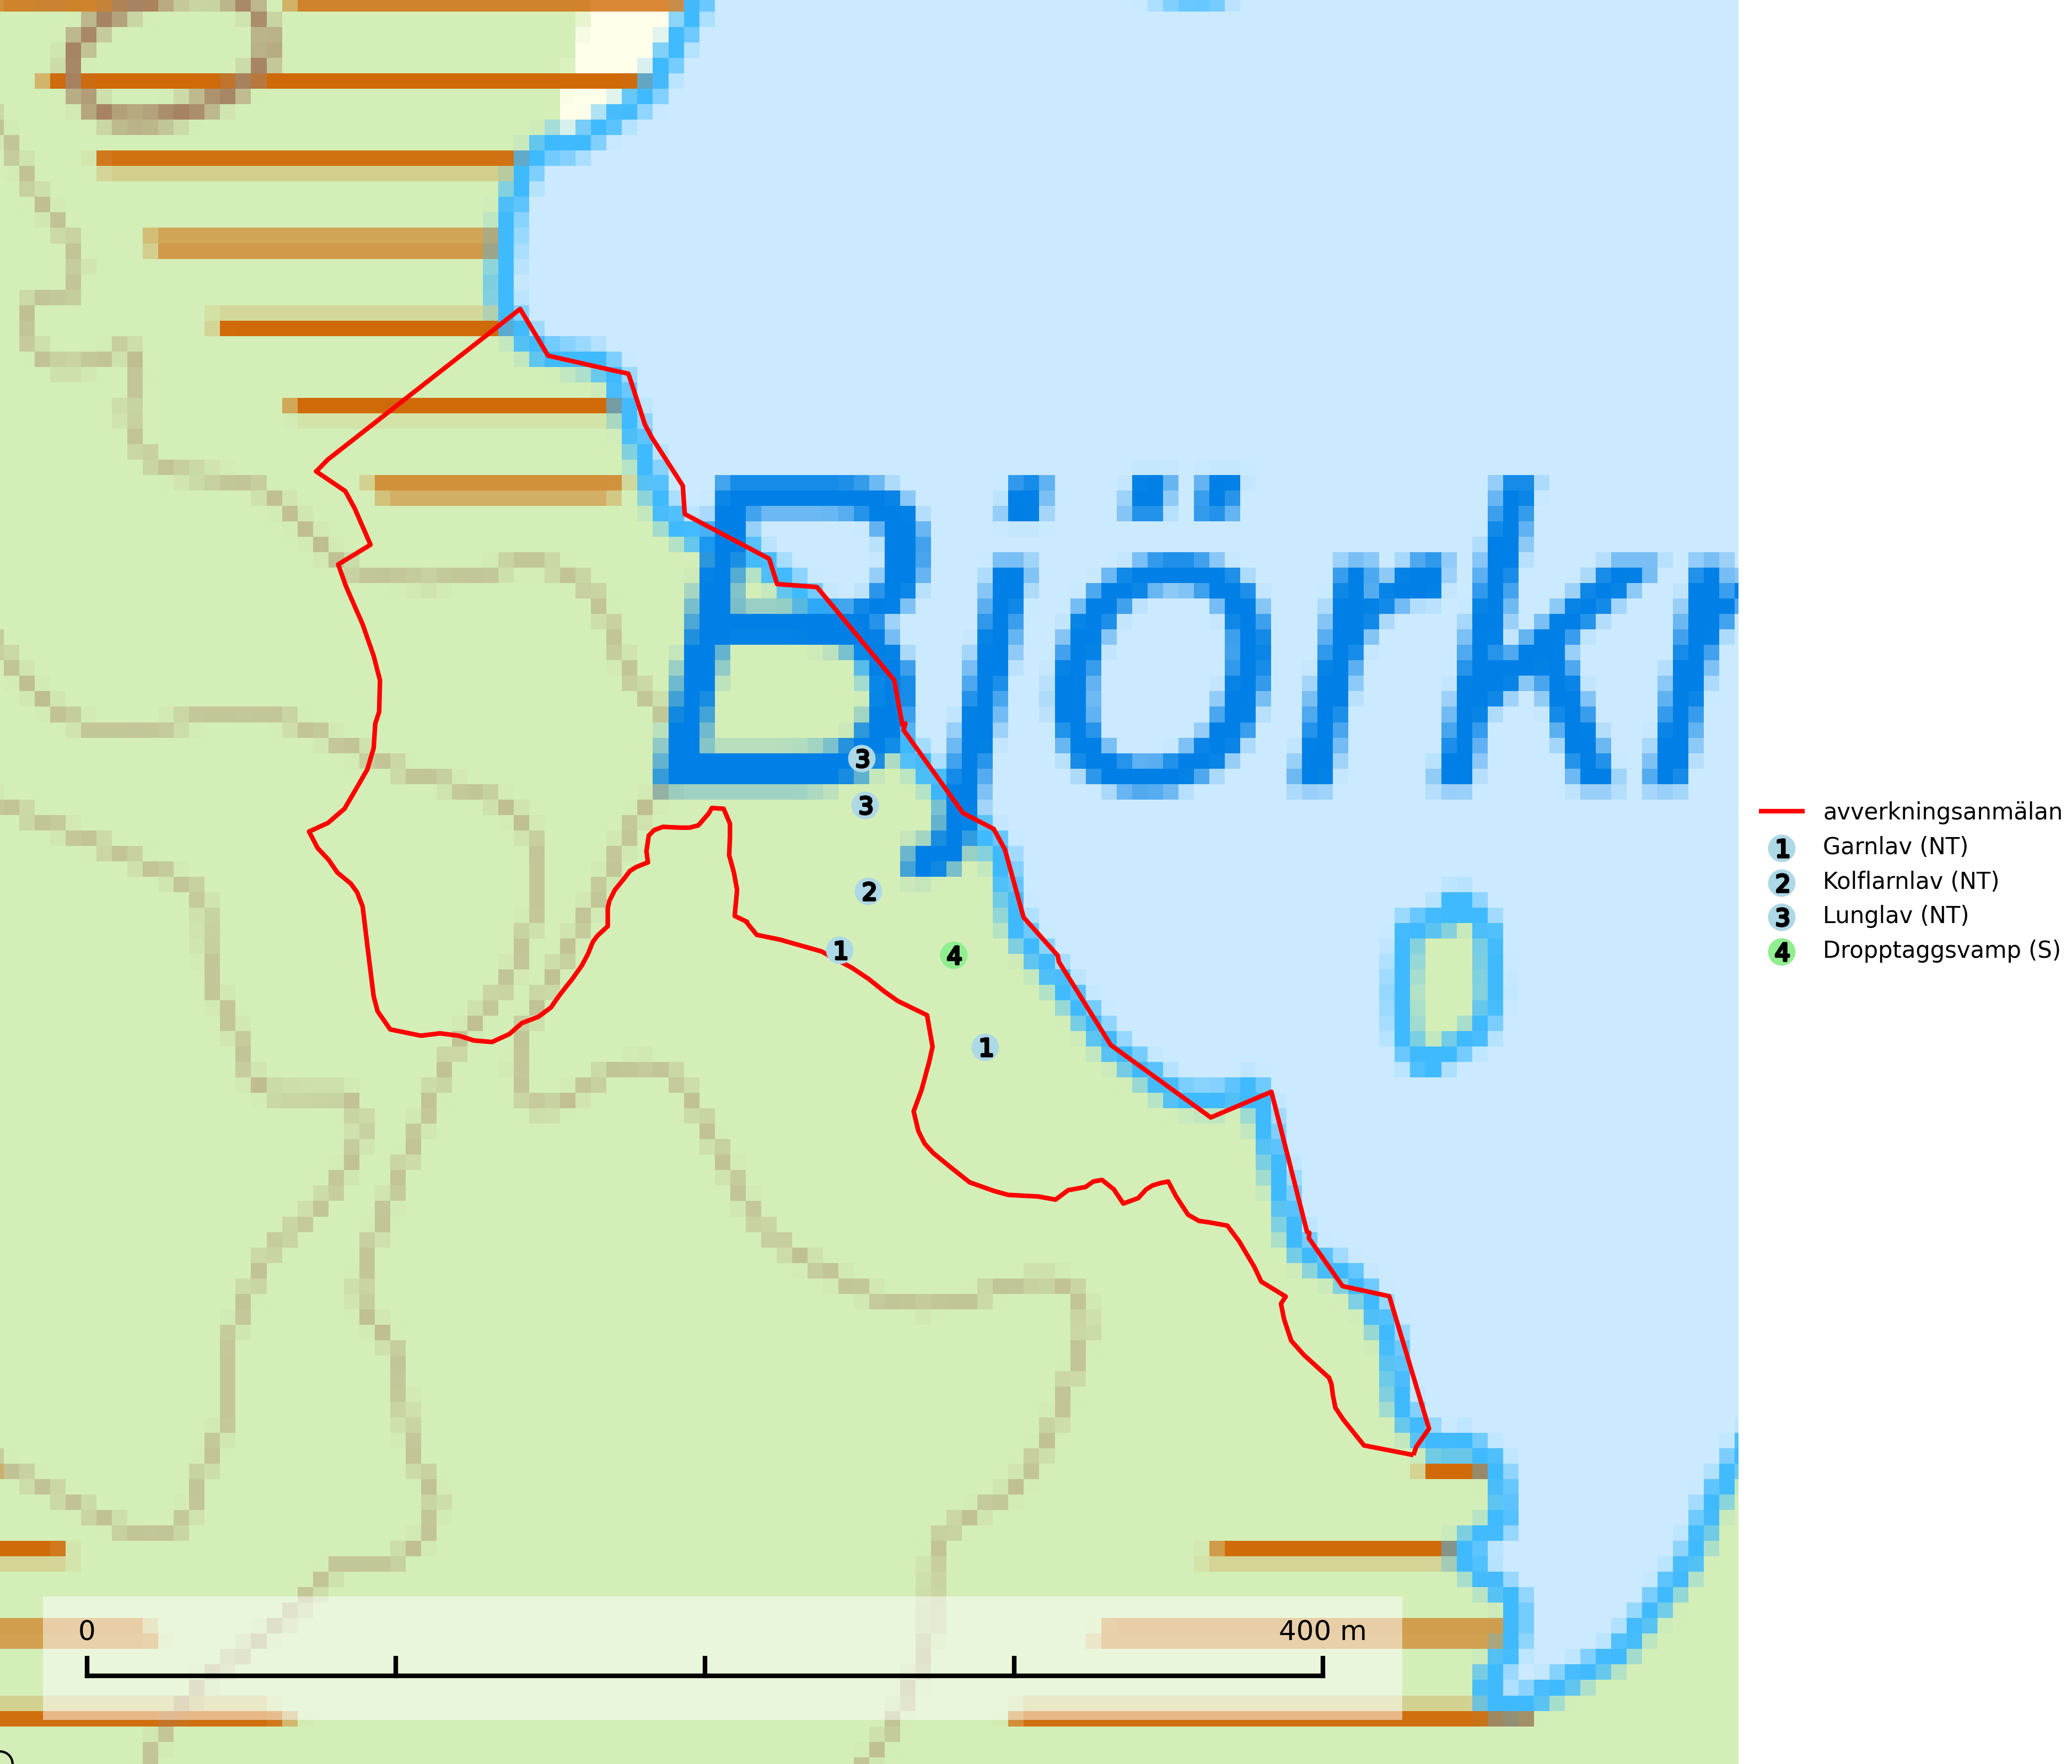 Björkr
3
3
2
1
4
1
avverkningsanmälan
1 Garnlav (NT)
2 Kolflarnlav (NT)
3 Lunglav (NT)
4 Dropptaggsvamp (S)
0 400 m